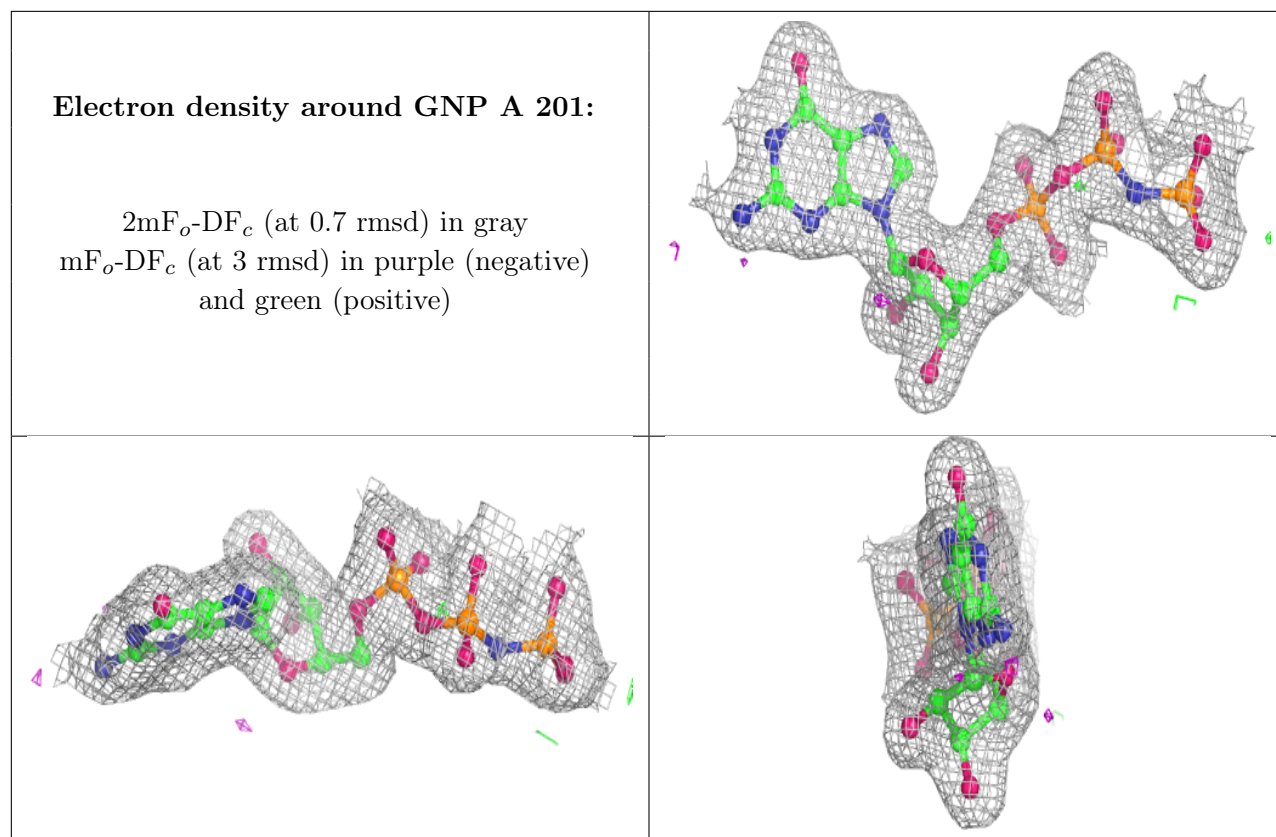 Electron density around GNP A 201:
2mFo-DFc (at 0.7 rmsd) in gray
mFo-DFc (at 3 rmsd) in purple (negative)
and green (positive)